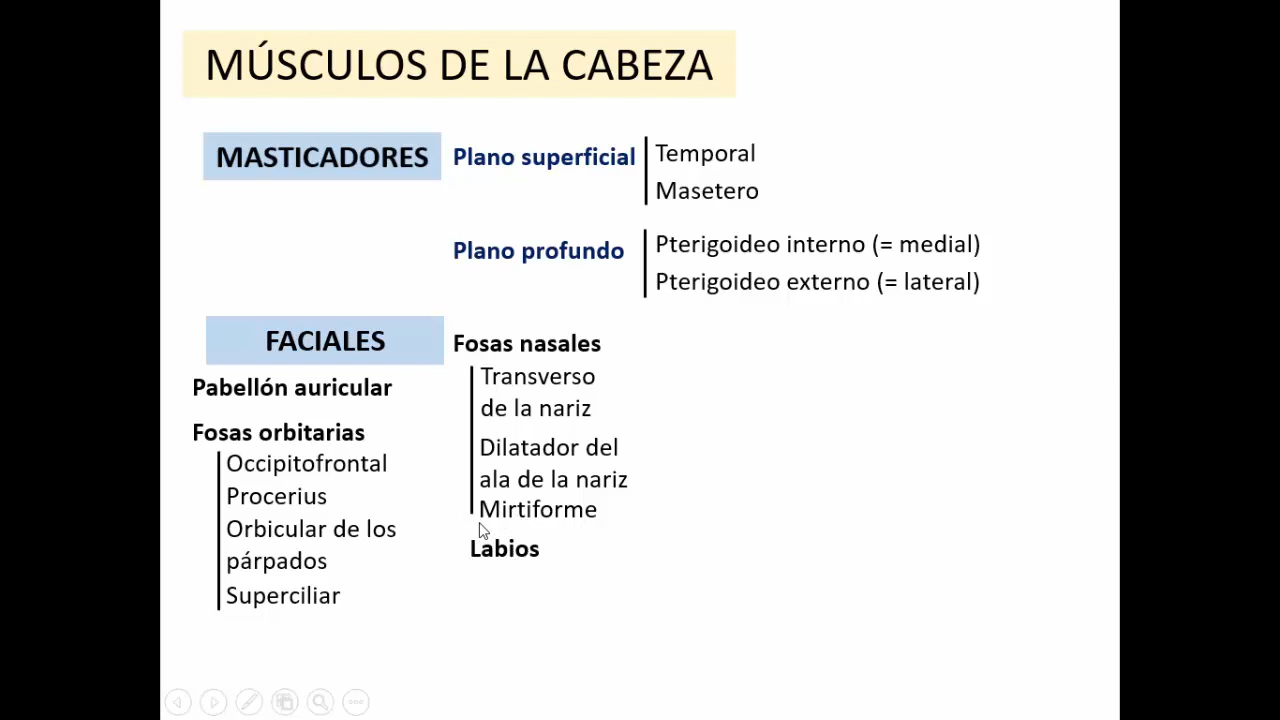 MÚSCULOS DE LA CABEZA
MASTICADORES
Plano superficial
Temporal
Masetero
Plano profundo
Pterigoideo interno (= medial)
Pterigoideo externo (= lateral)
FACIALES
Pabellón auricular
Fosas orbitarias
Occipitofrontal
Procerius
Orbicular de los
párpados
Superciliar
Fosas nasales
Transverso
de la nariz
Dilatador del
ala de la nariz
Mirtiforme
Labios